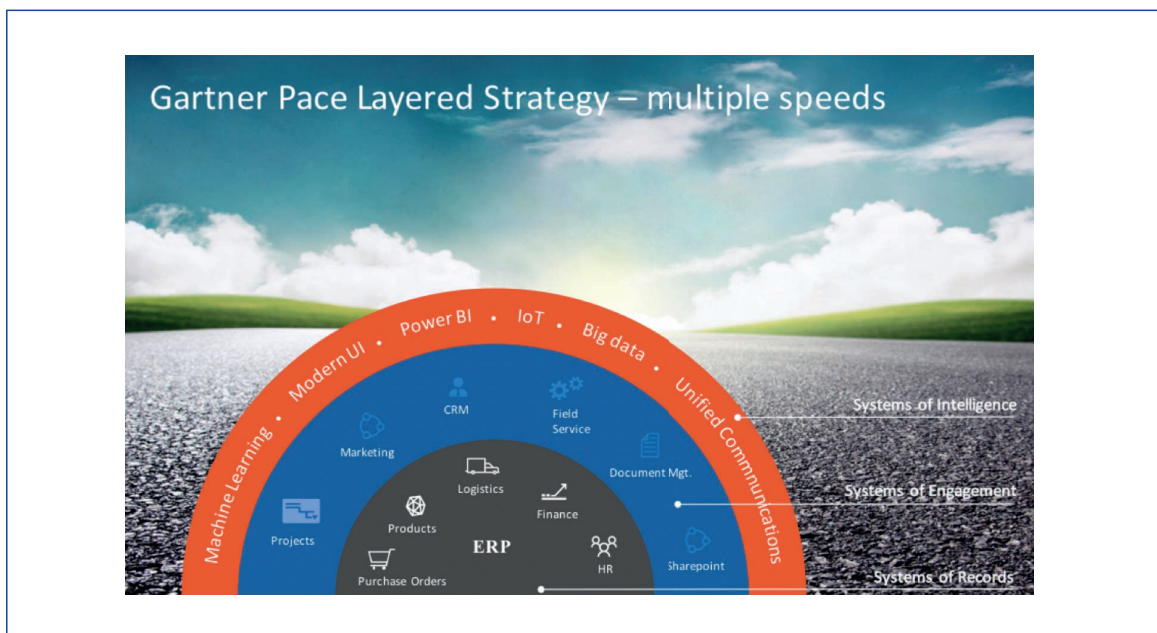 Gartner Pace Layered Strategy – multiple speeds
Machine Learning • Modern UI • Power BI • IoT • Big data • Unified Communications
Systems of Intelligence
Projects
Marketing
CRM
Field
Service
Document Mgt.
Sharepoint
Systems of Engagement
Purchase Orders
Products
Logistics
Finance
HR
ERP
Systems of Records